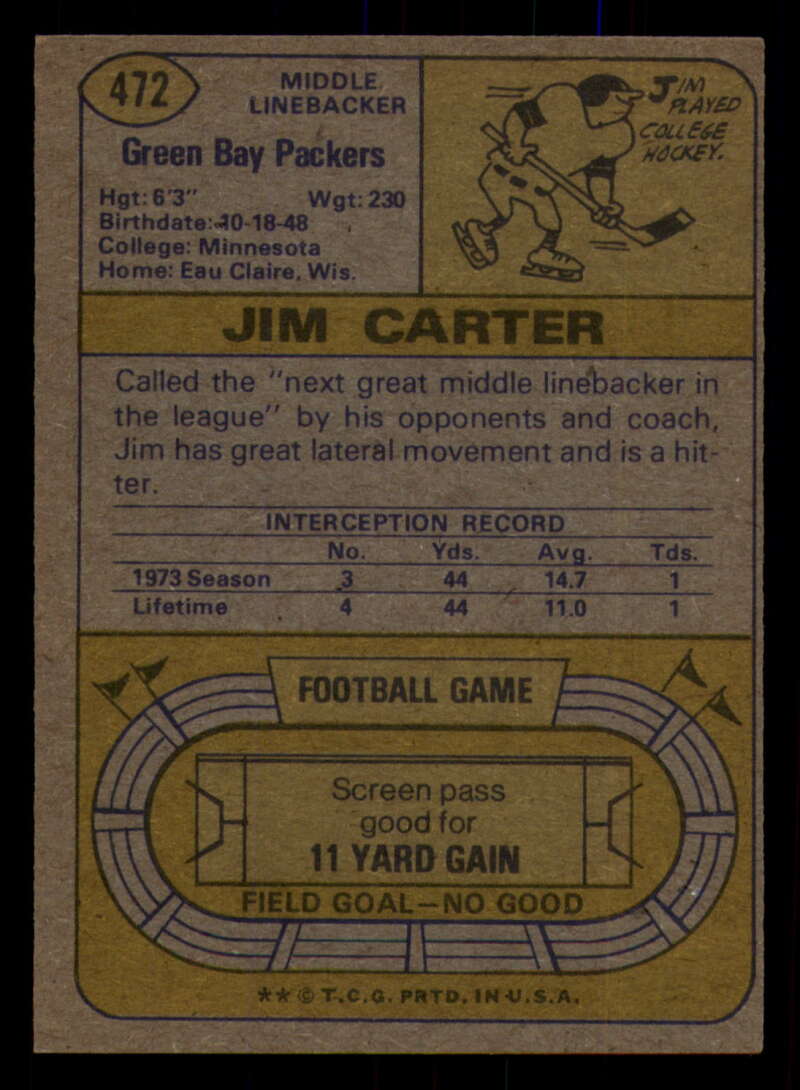 472
MIDDLE
LINEBACKER
Green Bay Packers
Hgt: 6'3" Wgt: 230
Birthdate: 10-18-48
College: Minnesota
Home: Eau Claire, Wis.
JIM PLAYED
COLLEGE
HOCKEY.
JIM CARTER
Called the "next great middle linebacker in
the league" by his opponents and coach,
Jim has great lateral movement and is a hit-
ter.
INTERCEPTION RECORD
No. Yds. Avg. Tds.
1973 Season 3 44 14.7 1
Lifetime 4 44 11.0 1
FOOTBALL GAME
Screen pass
good for
11 YARD GAIN
FIELD GOAL—NO GOOD
** © T.C.G. PRTD. IN U.S.A.